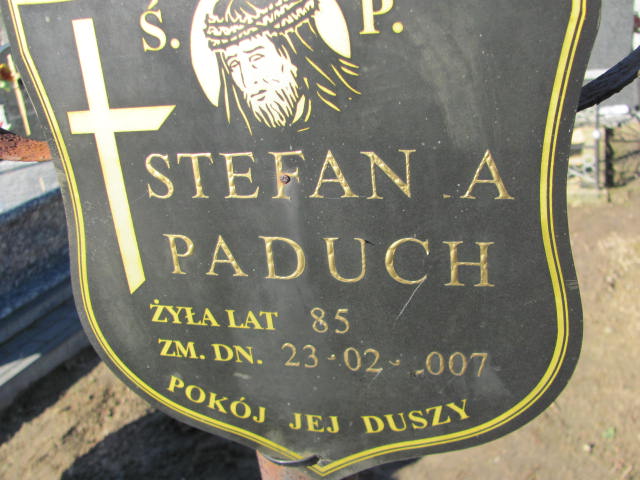 Ś. P.
STEFAN A
PADUCH
ŻYŁA LAT 85
ZM. DN. 23-02- 007
POKÓJ JEJ DUSZY